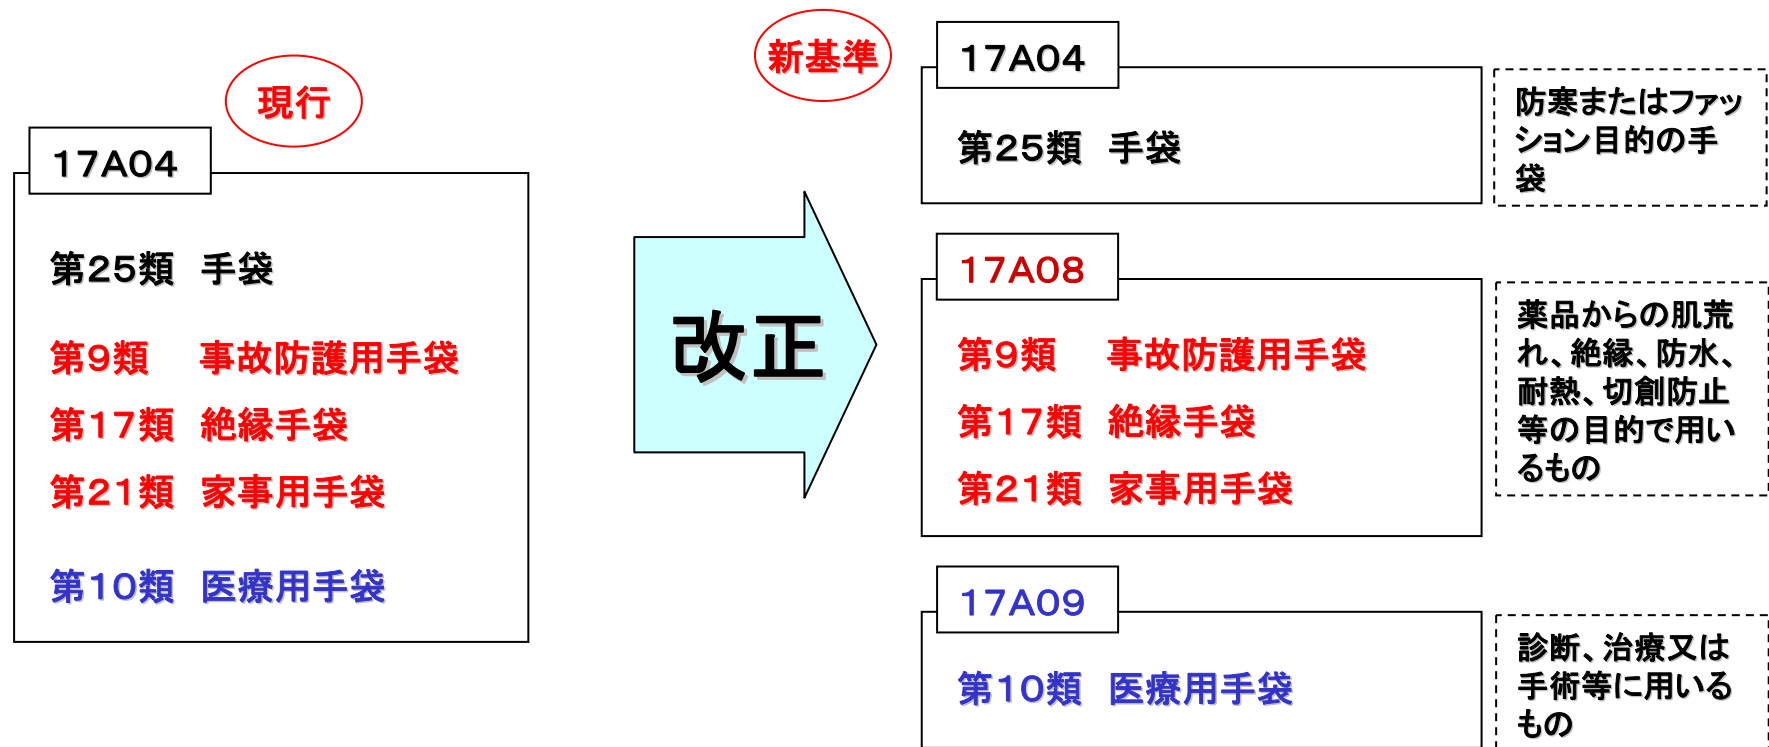 現行
17A04
第25類 手袋
第9類 事故防護用手袋
第17類 絶縁手袋
第21類 家事用手袋
第10類 医療用手袋
改正
新基準
17A04
第25類 手袋
防寒またはファッ
ション目的の手
袋
17A08
第9類 事故防護用手袋
第17類 絶縁手袋
第21類 家事用手袋
薬品からの肌荒
れ、絶縁、防水、
耐熱、切創防止
等の目的で用い
るもの
17A09
第10類 医療用手袋
診断、治療又は
手術等に用いる
もの